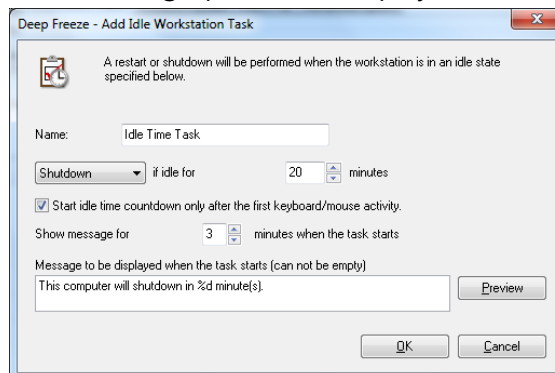 Deep Freeze - Add Idle Workstation Task
A restart or shutdown will be performed when the workstation is in an idle state
specified below.
Name: Idle Time Task
Shutdown if idle for 20 minutes
Start idle time countdown only after the first keyboard/mouse activity.
Show message for 3 minutes when the task starts
Message to be displayed when the task starts (can not be empty)
This computer will shutdown in %d minute(s).
Preview
OK Cancel